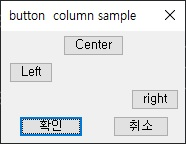 button column sample
Center
Left
right
확인
취소